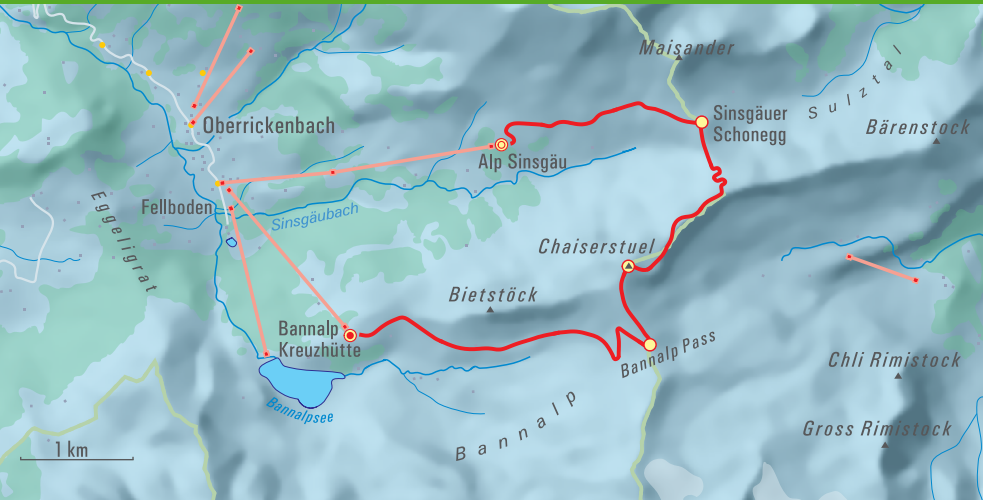 Maisander
Sinsgäuer
Schonegg
Sulztal
Bärenstock
Oberrickenbach
Alp Sinsgäu
Fellboden
Sinsgäubach
Eggeligrat
Chaiserstuel
Bietstöck
Bannalp
Kreuzhütte
Bannalp Pass
Chli Rimistock
Bannalpsee
Bannalp
Gross Rimistock
1 km